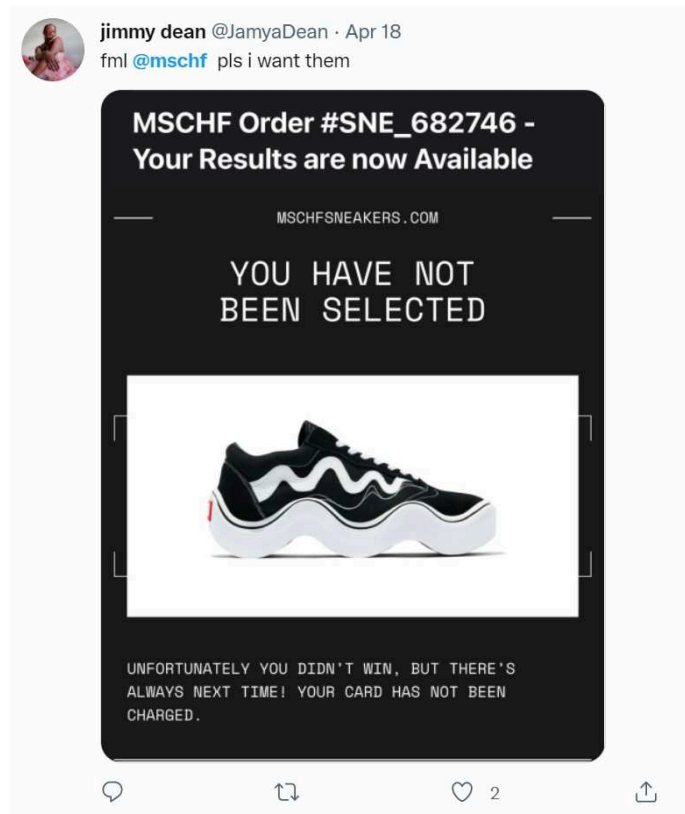 jimmy dean @JamyaDean · Apr 18
fml @mschf pls i want them
MSCHF Order #SNE_682746 -
Your Results are now Available
MSCHFSNEAKERS.COM
YOU HAVE NOT
BEEN SELECTED
UNFORTUNATELY YOU DIDN'T WIN, BUT THERE'S
ALWAYS NEXT TIME! YOUR CARD HAS NOT BEEN
CHARGED.
2